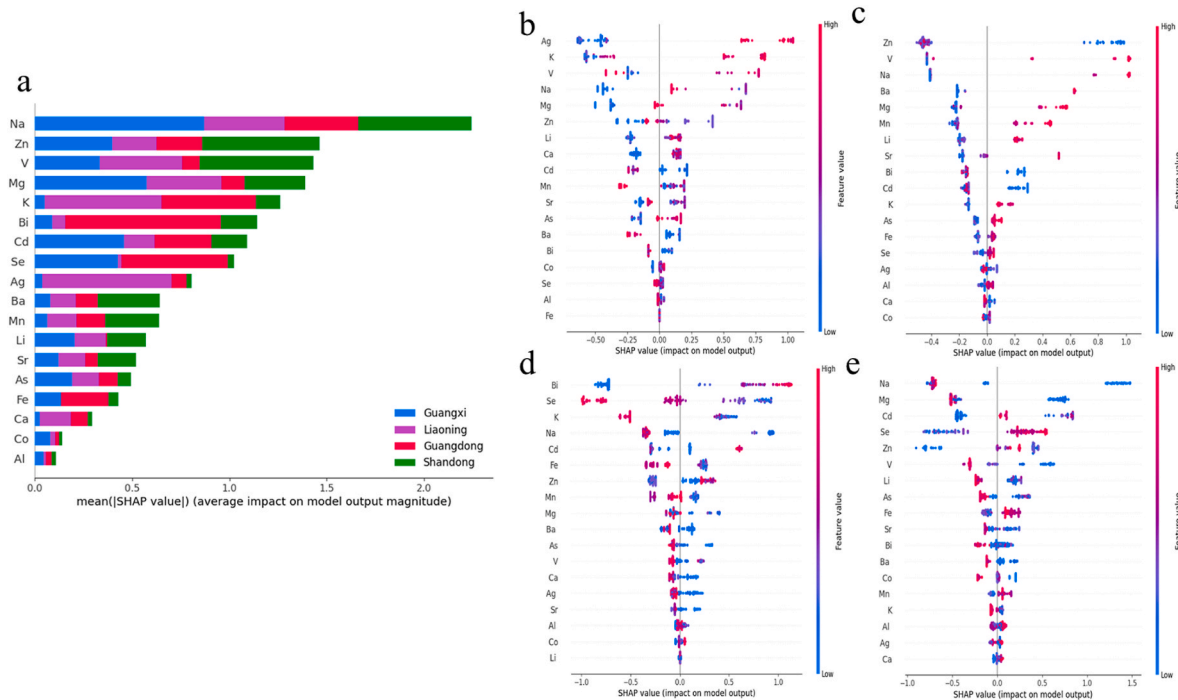 a
Na
Zn
V
Mg
K
Bi
Cd
Se
Ag
Ba
Mn
Li
Sr
As
Fe
Ca
Co
Al
Guangxi
Liaoning
Guangdong
Shandong
0.0 0.5 1.0 1.5 2.0
mean(|SHAP value|) (average impact on model output magnitude)
b
High
Ag
K
V
Na
Mg
Zn
Li
Ca
Cd
Mn
Sr
As
Ba
Bi
Co
Se
Al
Fe
Feature value
Low
−0.50 −0.25 0.00 0.25 0.50 0.75 1.00
SHAP value (impact on model output)
c
High
Zn
V
Na
Ba
Mg
Mn
Li
Sr
Bi
Cd
K
As
Fe
Se
Ag
Al
Ca
Co
Feature value
Low
−0.4 −0.2 0.0 0.2 0.4 0.6 0.8 1.0
SHAP value (impact on model output)
d
High
Bi
Se
K
Na
Cd
Fe
Zn
Mn
Mg
Ba
As
V
Ca
Ag
Sr
Al
Co
Li
Feature value
Low
−1.0 −0.5 0.0 0.5 1.0
SHAP value (impact on model output)
e
High
Na
Mg
Cd
Se
Zn
V
Li
As
Fe
Sr
Bi
Ba
Co
Mn
K
Al
Ag
Ca
Feature value
Low
−1.0 −0.5 0.0 0.5 1.0 1.5
SHAP value (impact on model output)